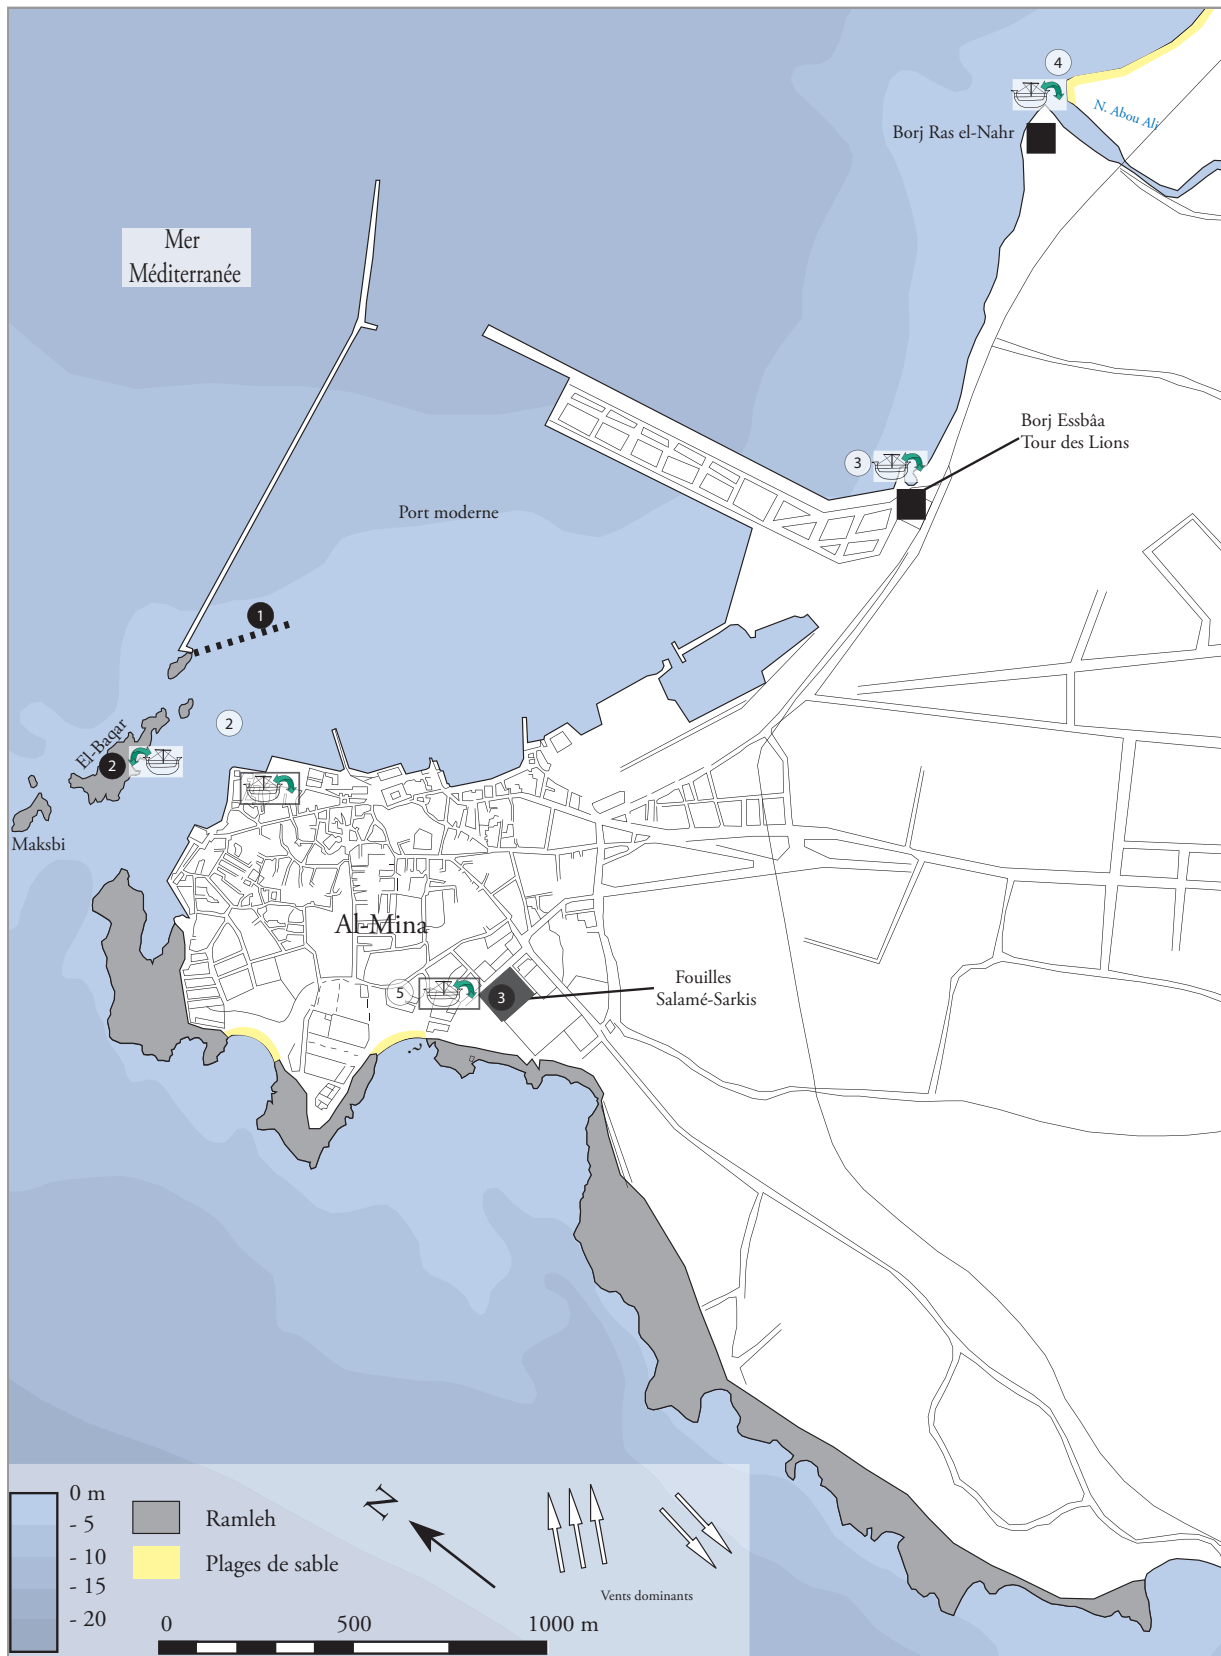 4
N. Abou Ali
Borj Ras el-Nahr
Mer
Méditerranée
Borj Essbâa
Tour des Lions
3
Port moderne
1
2
El-Baqar
2
Maksbi
Al-Mina
Fouilles
Salamé-Sarkis
5
3
0 m
- 5
- 10
- 15
- 20
Ramleh
Plages de sable
N
Vents dominants
0 500 1000 m